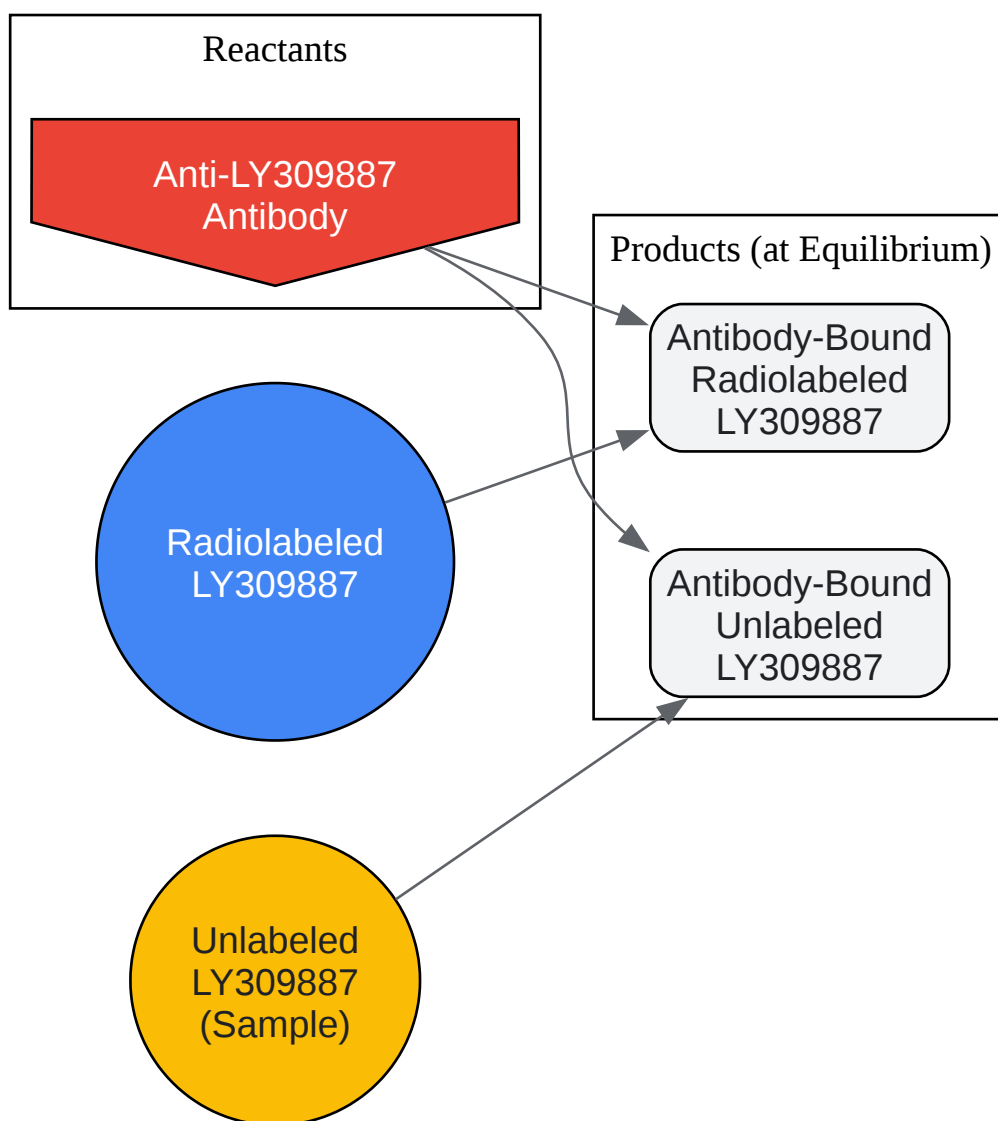 Reactants
Anti-LY309887
Antibody
Products (at Equilibrium)
Antibody-Bound
Radiolabeled
LY309887
Radiolabeled
LY309887
Antibody-Bound
Unlabeled
LY309887
Unlabeled
LY309887
(Sample)